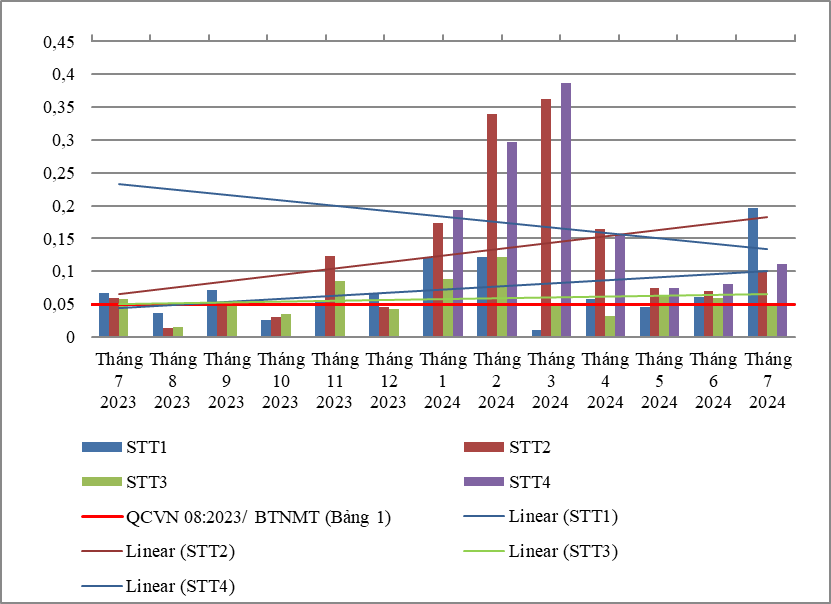 0,45
0,4
0,35
0,3
0,25
0,2
0,15
0,1
0,05
0
Tháng Tháng Tháng Tháng Tháng Tháng Tháng Tháng Tháng Tháng Tháng Tháng Tháng
7 8 9 10 11 12 1 2 3 4 5 6 7
2023 2023 2023 2023 2023 2023 2024 2024 2024 2024 2024 2024 2024
STT1 STT2
STT3 STT4
QCVN 08:2023/ BTNMT (Bảng 1) Linear (STT1)
Linear (STT2) Linear (STT3)
Linear (STT4)